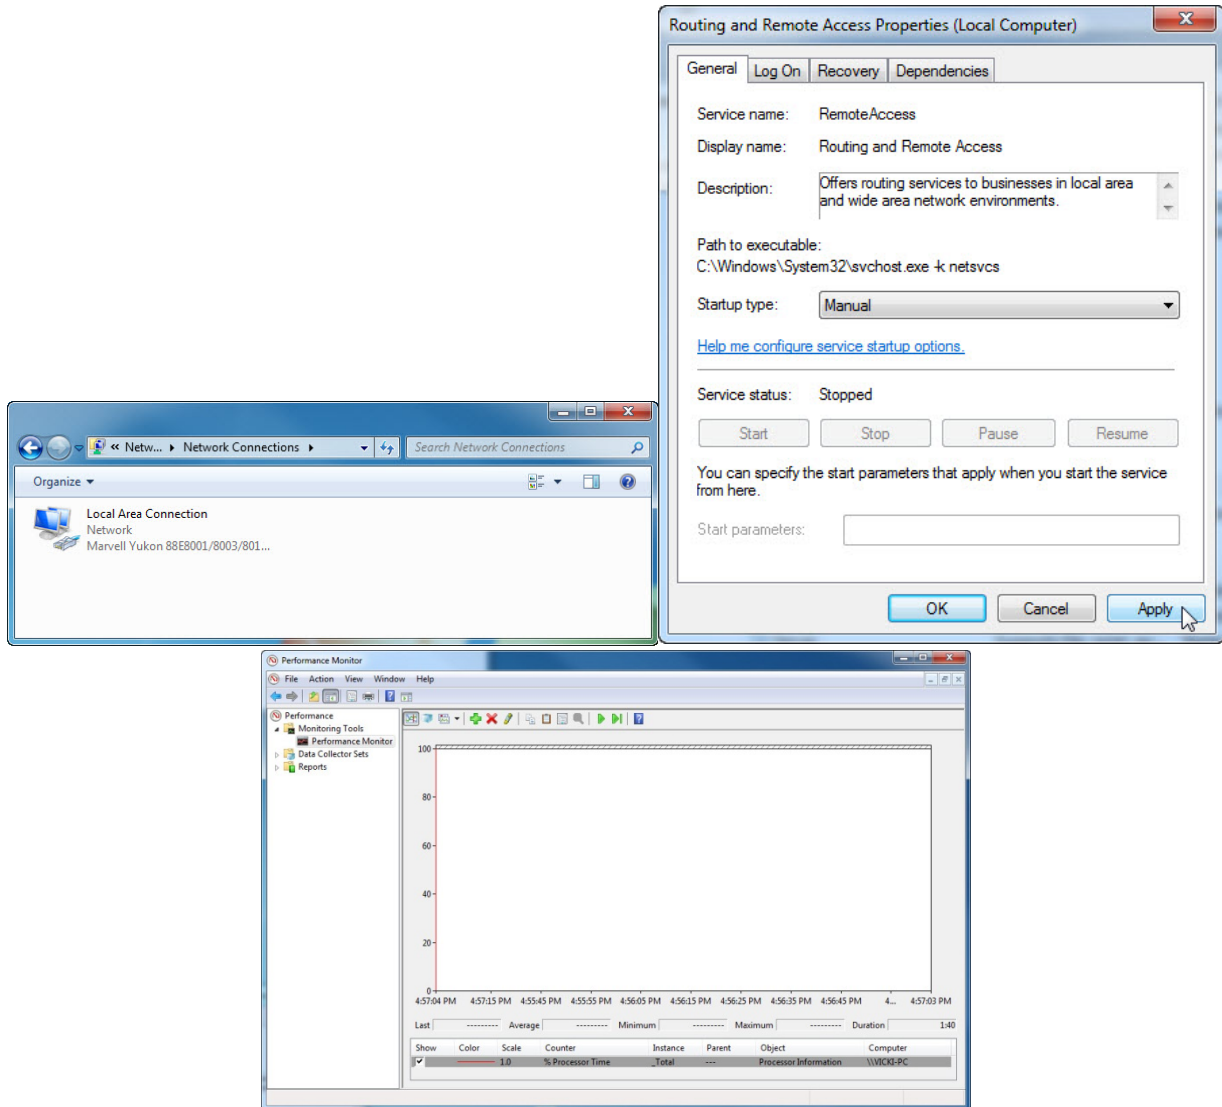 Routing and Remote Access Properties (Local Computer)
General Log On Recovery Dependencies
Service name: RemoteAccess
Display name: Routing and Remote Access
Description: Offers routing services to businesses in local area
and wide area network environments.
Path to executable:
C:\Windows\System32\svchost.exe -k netsvcs
Startup type: Manual
Help me configure service startup options.
Service status: Stopped
Start Stop Pause Resume
You can specify the start parameters that apply when you start the service
from here.
Start parameters:
OK Cancel Apply
« Netw... Network Connections Search Network Connections
Organize
Local Area Connection
Network
Marvell Yukon 88E8001/8003/801...
Performance Monitor
File Action View Window Help
Performance
Monitoring Tools
Performance Monitor
Data Collector Sets
Reports
100
80
60
40
20
0
4:57:04 PM 4:57:15 PM 4:55:45 PM 4:55:55 PM 4:56:05 PM 4:56:15 PM 4:56:25 PM 4:56:35 PM 4:56:45 PM 4... 4:57:03 PM
Last --------- Average --------- Minimum --------- Maximum --------- Duration 1:40
Show Color Scale Counter Instance Parent Object Computer
1.0 % Processor Time _Total --- Processor Information \\VICKI-PC